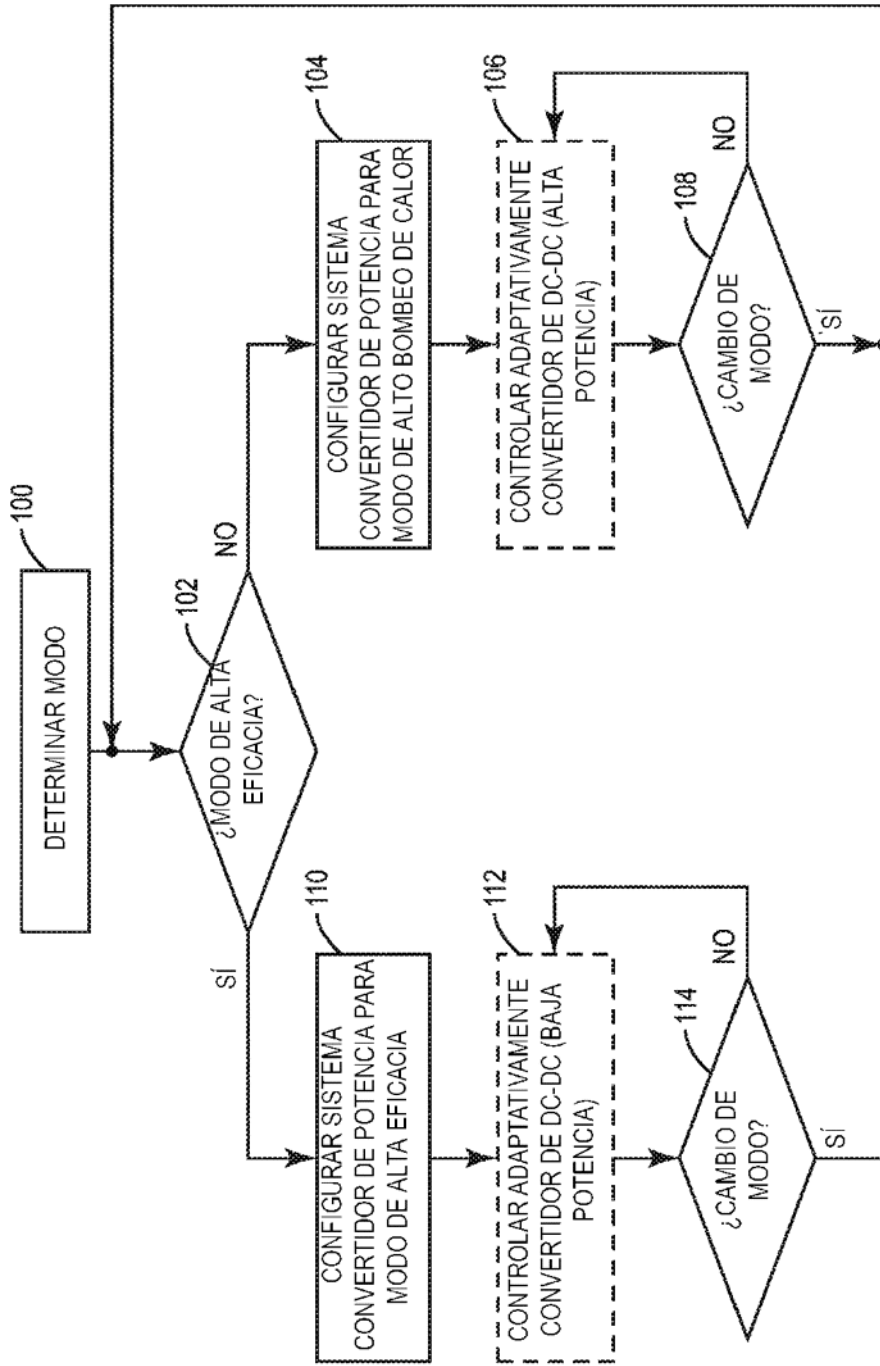 100
DETERMINAR MODO
102
¿MODO DE ALTA
EFICACIA?
SÍ
NO
110
CONFIGURAR SISTEMA
CONVERTIDOR DE POTENCIA PARA
MODO DE ALTA EFICACIA
112
CONTROLAR ADAPTATIVAMENTE
CONVERTIDOR DE DC-DC (BAJA
POTENCIA)
114
¿CAMBIO DE
MODO?
NO
SÍ
104
CONFIGURAR SISTEMA
CONVERTIDOR DE POTENCIA PARA
MODO DE ALTO BOMBEO DE CALOR
106
CONTROLAR ADAPTATIVAMENTE
CONVERTIDOR DE DC-DC (ALTA
POTENCIA)
108
¿CAMBIO DE
MODO?
NO
SÍ